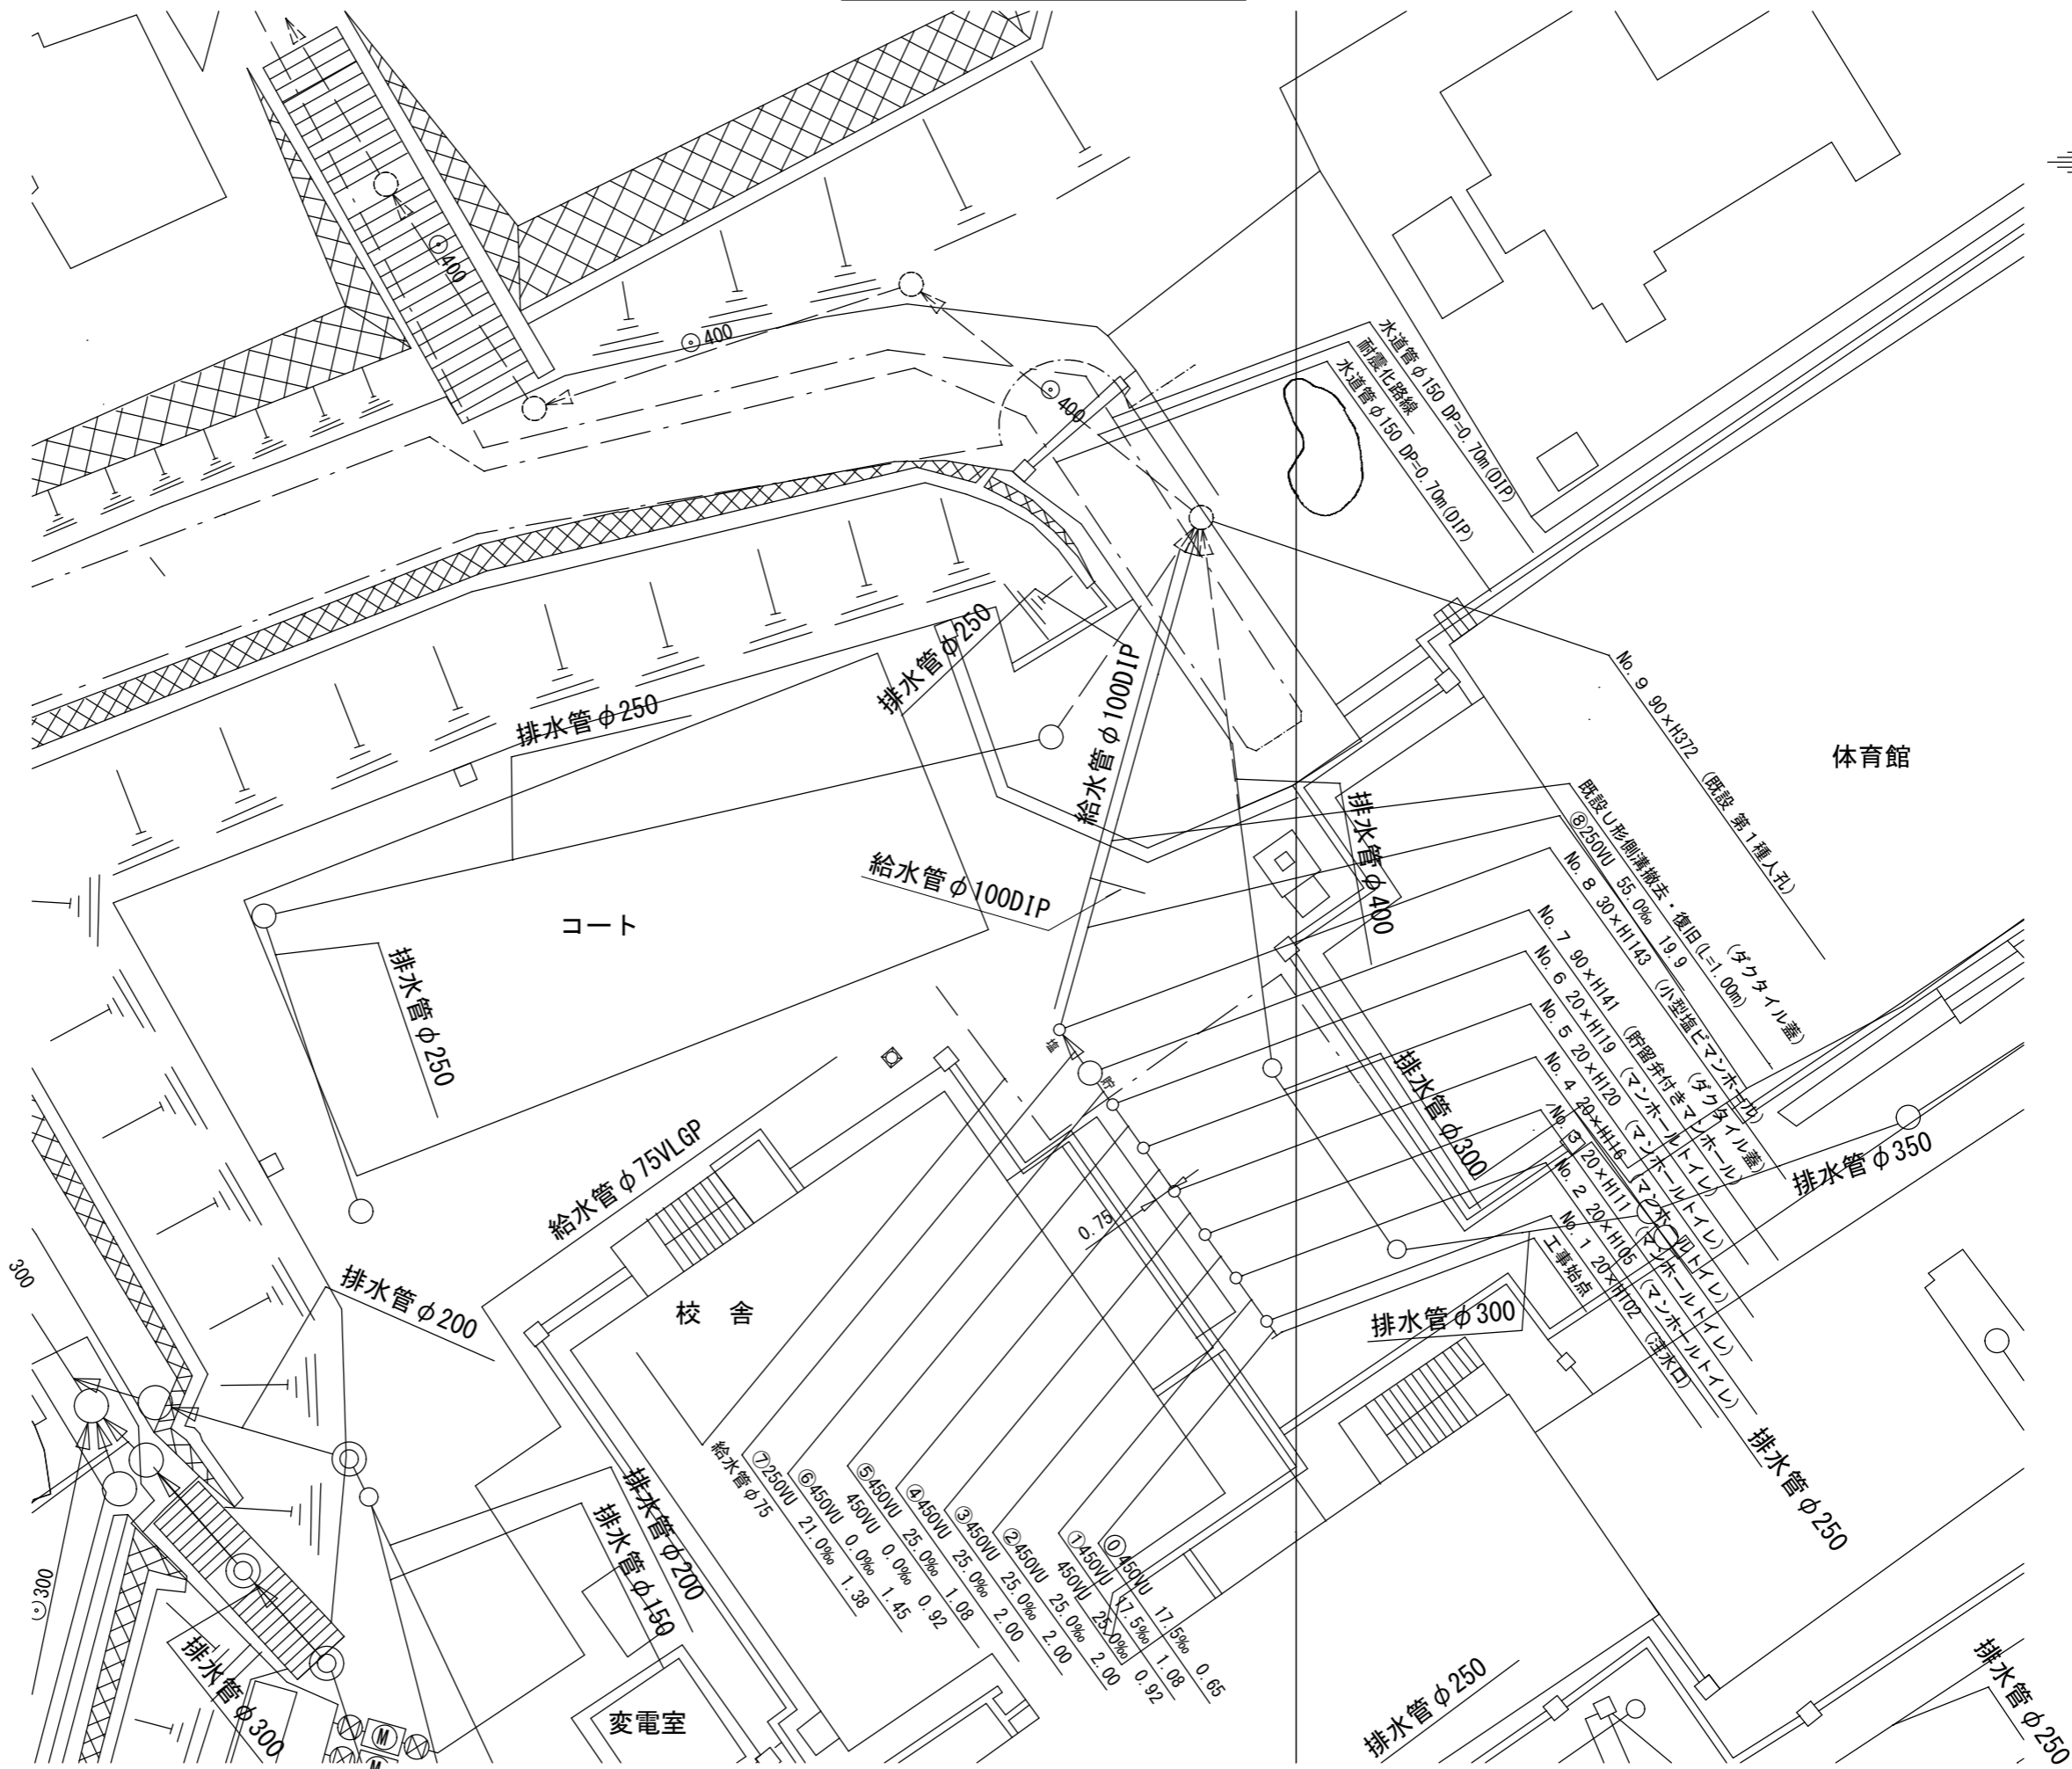 400
400
400
水道管φ150 DP=0.70m(DIP)
耐震化路線
水道管φ150 DP=0.70m(DIP)
排水管φ250
排水管φ250
給水管φ100DIP
No. 9 90×H372 (既設 第1種人孔)
体育館
既設U形側溝撤去・復旧(L=1.00m)
⑧250VU 55.0‰ 19.9
(ダクタイル蓋)
No. 8 30×H1143 (小型塩ビマンホール)
排水管φ400
給水管φ100DIP
コート
排水管φ250
(ダクタイル蓋)
No. 7 90×H141 (貯留弁付きマンホール)
No. 6 20×H119 (マンホールトイレ)
No. 5 20×H120 (マンホールトイレ)
No. 4 20×H116 (マンホールトイレ)
No. 3 20×H111 (マンホールトイレ)
No. 2 20×H105 (マンホールトイレ)
No. 1 20×H102 (注水口)
工事始点
塩
貯
排水管φ300
排水管φ350
給水管φ75VLGP
0.75
300
排水管φ200
校 舎
排水管φ300
給水管φ75
⑦250VU 21.0‰ 1.38
⑥450VU 0.0‰ 1.45
450VU 0.0‰ 0.92
⑤450VU 25.0‰ 1.08
④450VU 25.0‰ 2.00
③450VU 25.0‰ 2.00
②450VU 25.0‰ 2.00
450VU 25.0‰ 0.92
①450VU 17.5‰ 1.08
⓪450VU 17.5‰ 0.65
排水管φ250
排水管φ200
排水管φ150
300
排水管φ300
変電室
M
M
排水管φ250
排水管φ250